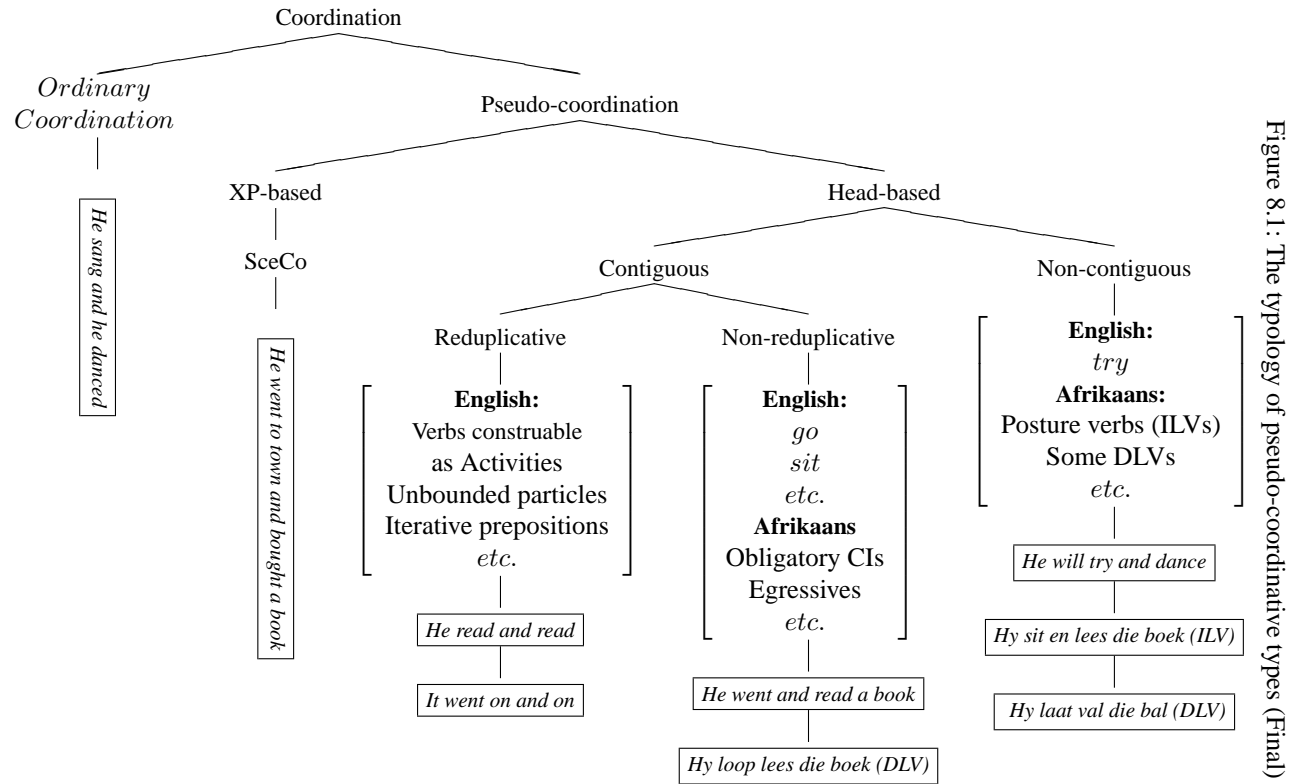 Coordination
Ordinary
Coordination
Pseudo-coordination
He sang and he danced
XP-based
Head-based
SceCo
Contiguous
Non-contiguous
He went to town and bought a book
Reduplicative
Non-reduplicative
English:
Verbs construable
as Activities
Unbounded particles
Iterative prepositions
etc.
He read and read
It went on and on
English:
go
sit
etc.
Afrikaans
Obligatory CIs
Egressives
etc.
He went and read a book
Hy loop lees die boek (DLV)
English:
try
Afrikaans:
Posture verbs (ILVs)
Some DLVs
etc.
He will try and dance
Hy sit en lees die boek (ILV)
Hy laat val die bal (DLV)
Figure 8.1: The typology of pseudo-coordinative types (Final)